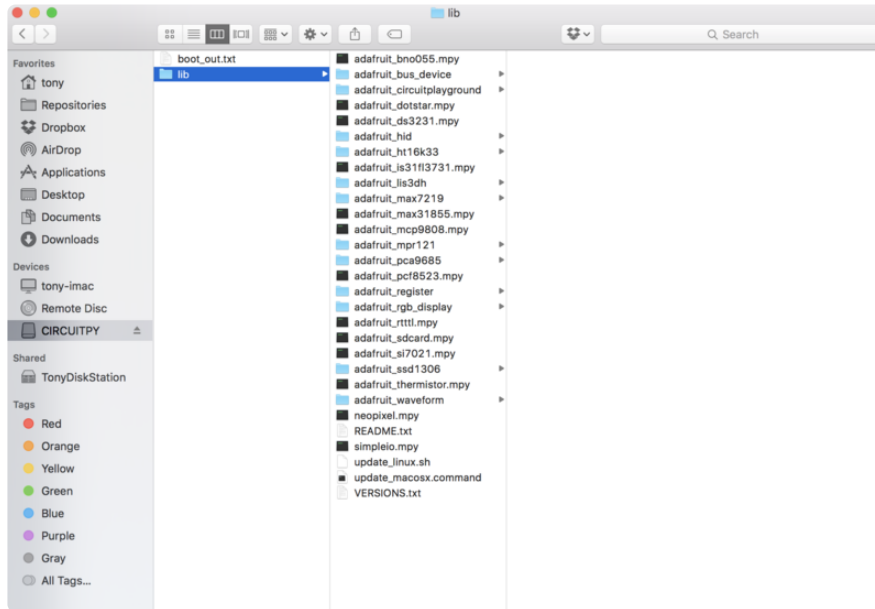 lib
Search
Favorites
tony
Repositories
Dropbox
AirDrop
Applications
Desktop
Documents
Downloads
Devices
tony-imac
Remote Disc
CIRCUITPY
Shared
TonyDiskStation
Tags
Red
Orange
Yellow
Green
Blue
Purple
Gray
All Tags...
boot_out.txt
lib
adafruit_bno055.mpy
adafruit_bus_device
adafruit_circuitplayground
adafruit_dotstar.mpy
adafruit_ds3231.mpy
adafruit_hid
adafruit_ht16k33
adafruit_is31fl3731.mpy
adafruit_lis3dh
adafruit_max7219
adafruit_max31855.mpy
adafruit_mcp9808.mpy
adafruit_mpr121
adafruit_pca9685
adafruit_pcf8523.mpy
adafruit_register
adafruit_rgb_display
adafruit_rtttl.mpy
adafruit_sdcard.mpy
adafruit_si7021.mpy
adafruit_ssd1306
adafruit_thermistor.mpy
adafruit_waveform
neopixel.mpy
README.txt
simpleio.mpy
update_linux.sh
update_macosx.command
VERSIONS.txt